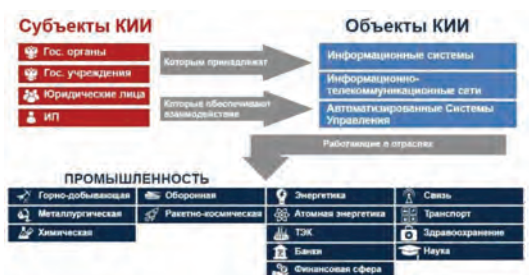 Субъекты КИИ
Объекты КИИ
Гос. органы
Гос. учреждения
Юридические лица
ИП
Которым принадлежат
Которые обеспечивают
взаимодействие
Информационные системы
Информационно-
телекоммуникационные сети
Автоматизированные Системы
Управления
Работающие в отраслях
ПРОМЫШЛЕННОСТЬ
Горно-добывающая
Оборонная
Энергетика
Связь
Металлургическая
Ракетно-космическая
Атомная энергетика
Транспорт
Химическая
ТЭК
Здравоохранение
Банки
Наука
Финансовая сфера